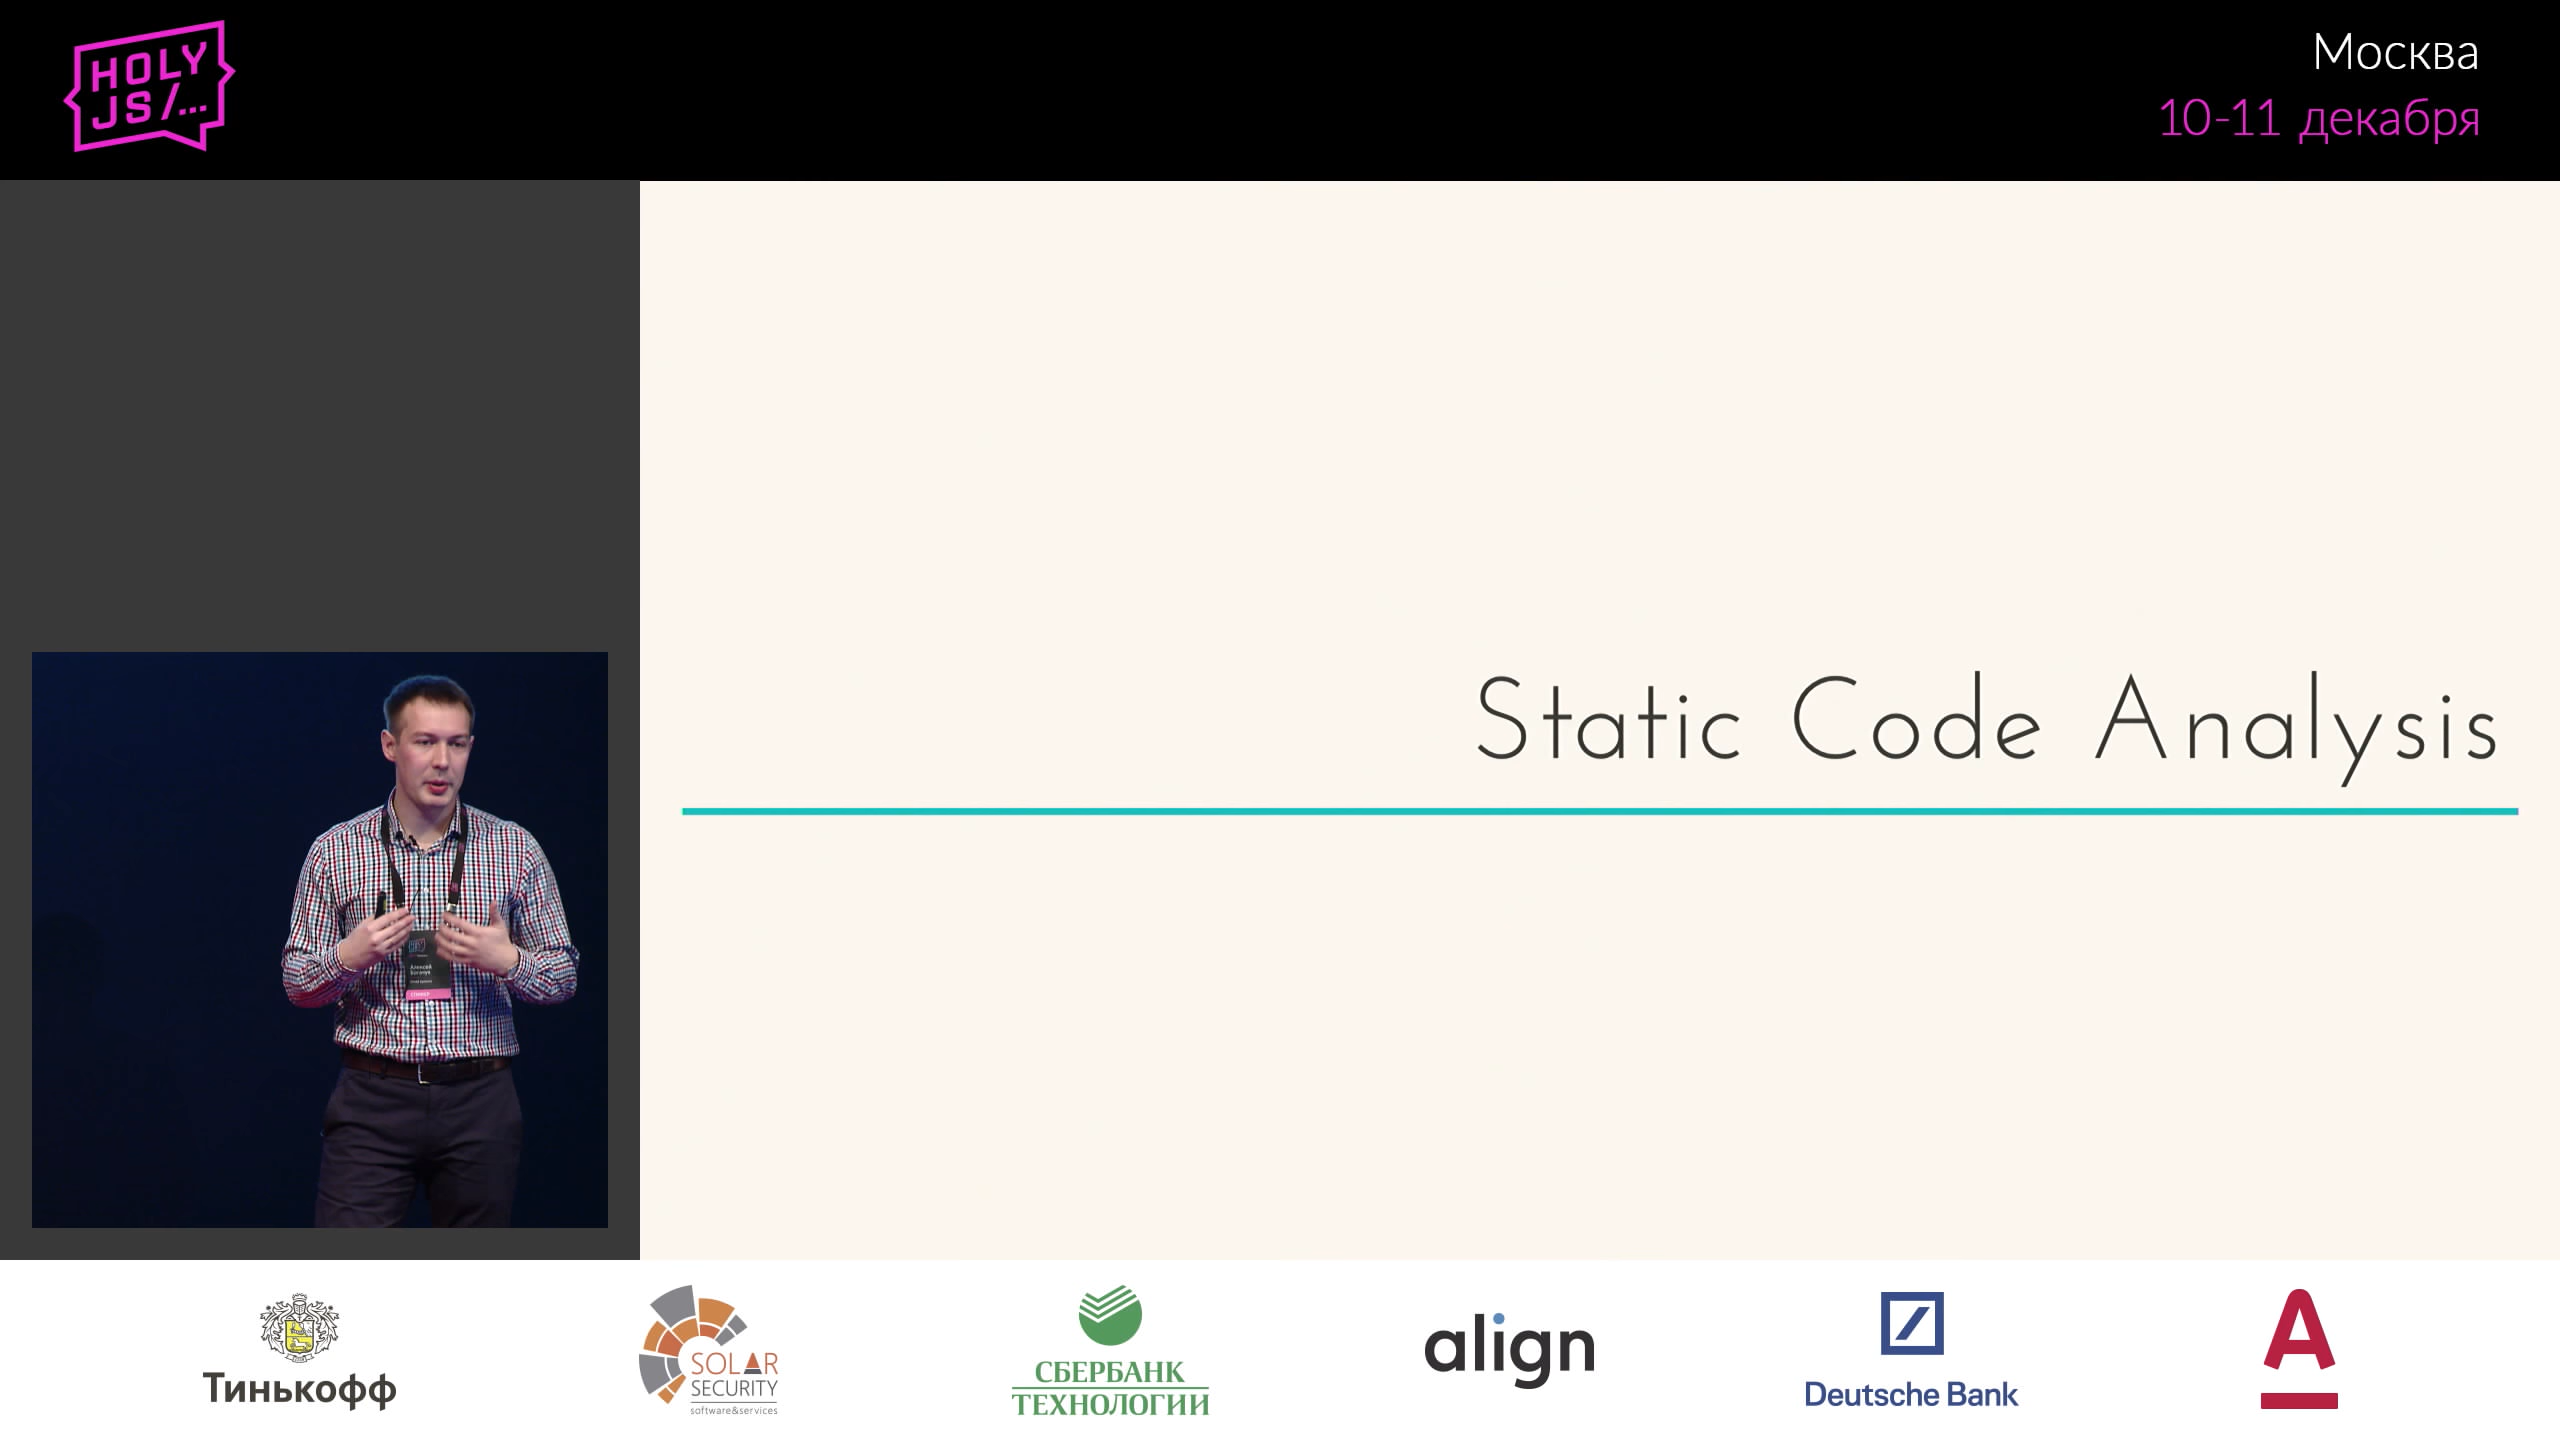 HOLY
JS/...
Москва
10-11 декабря
Static Code Analysis
Алексей
Тинькофф
SOLAR
SECURITY
software&services
СБЕРБАНК
ТЕХНОЛОГИИ
align
Deutsche Bank
А